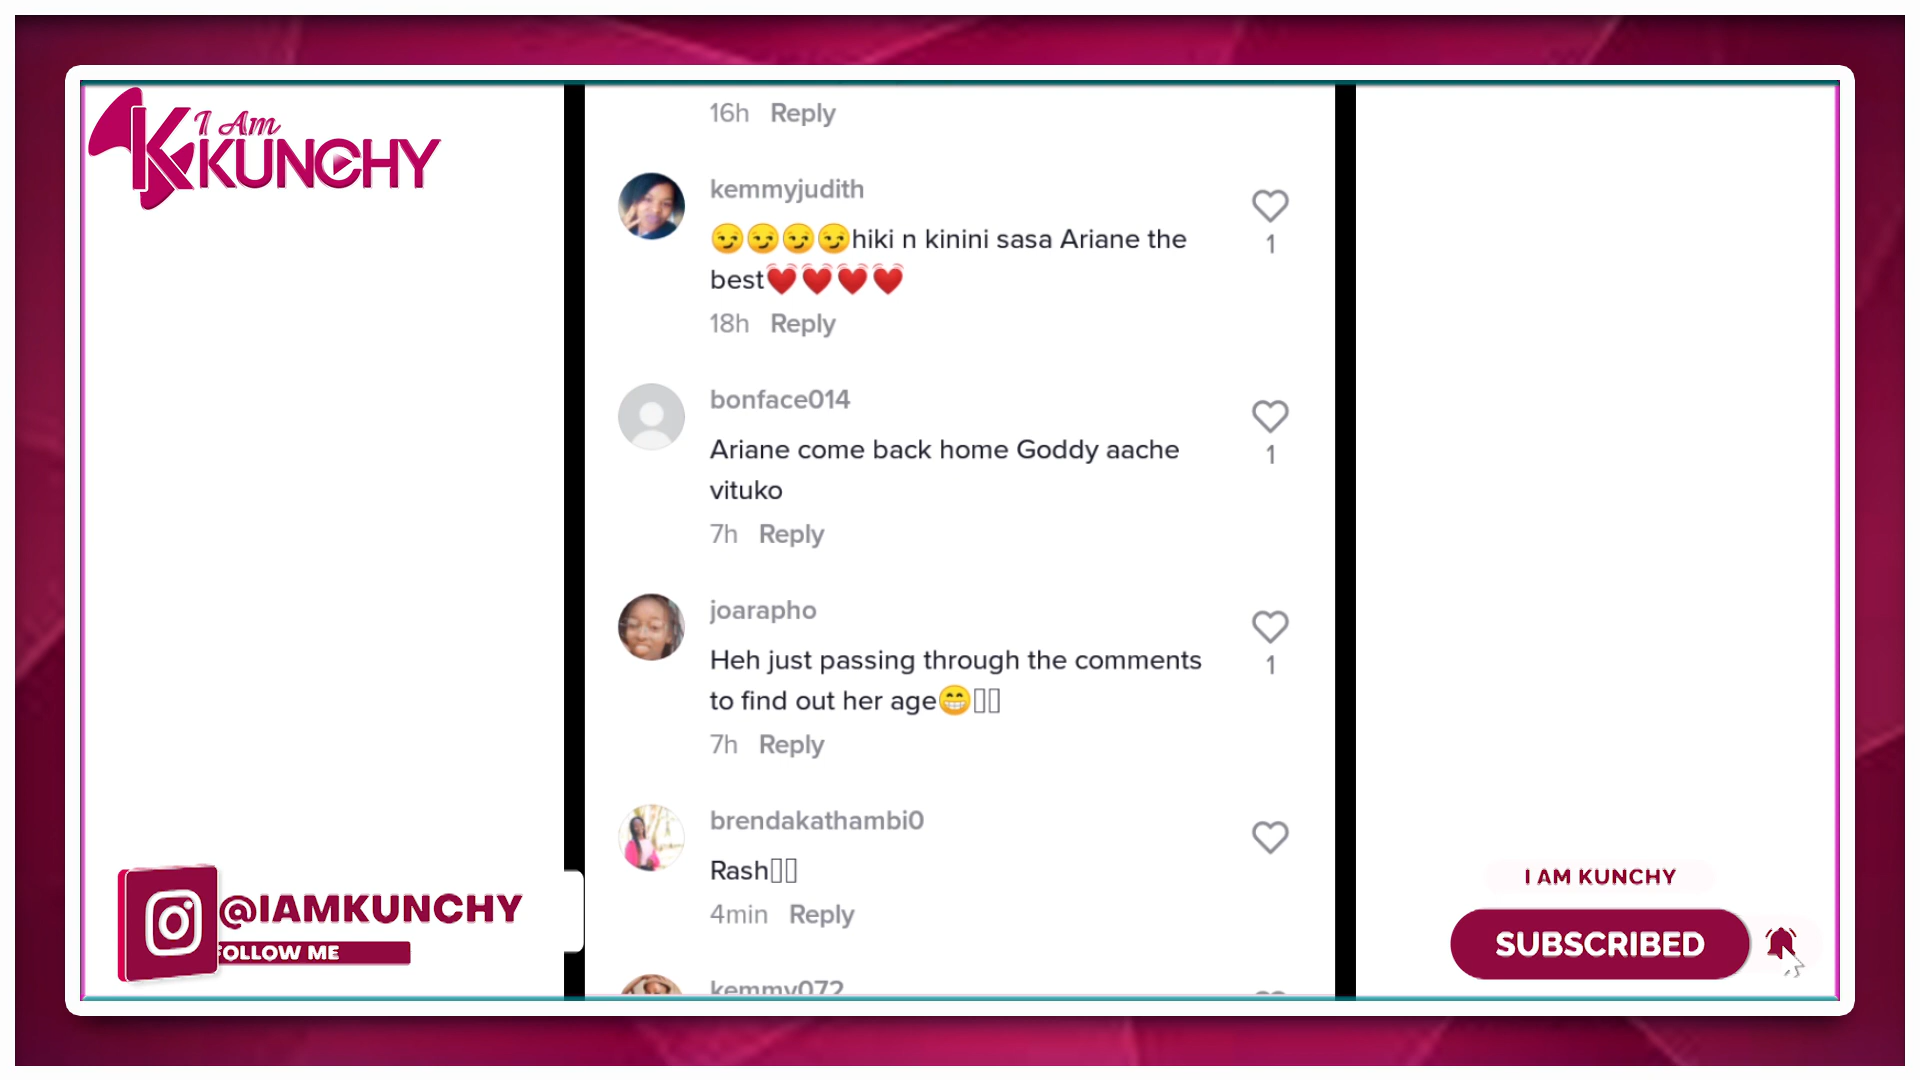 I Am
KUNCHY
16h Reply
kemmyjudith
😏😏😏😏hiki n kinini sasa Ariane the
best💓💓💓💓
1
18h Reply
bonface014
Ariane come back home Goddy aache
vituko
1
7h Reply
joarapho
Heh just passing through the comments
to find out her age😁
1
7h Reply
brendakathambi0
Rash
4min Reply
kemmy072
@IAMKUNCHY
FOLLOW ME
I AM KUNCHY
SUBSCRIBED